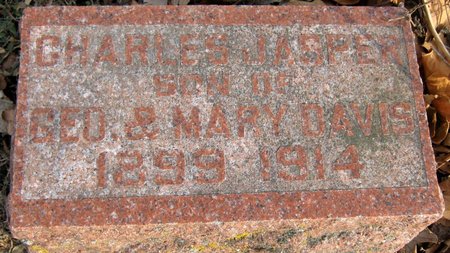 CHARLES JASPER
SON OF
GEO. & MARY DAVIS
1899 1914